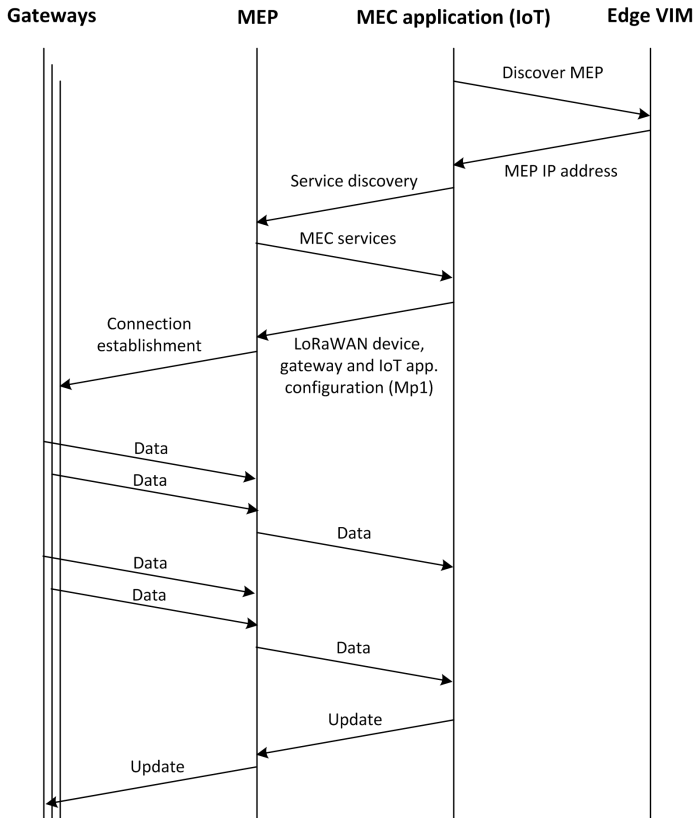 Gateways
MEP
MEC application (IoT)
Edge VIM
Discover MEP
MEP IP address
Service discovery
MEC services
Connection
establishment
LoRaWAN device,
gateway and IoT app.
configuration (Mp1)
Data
Data
Data
Data
Data
Data
Update
Update